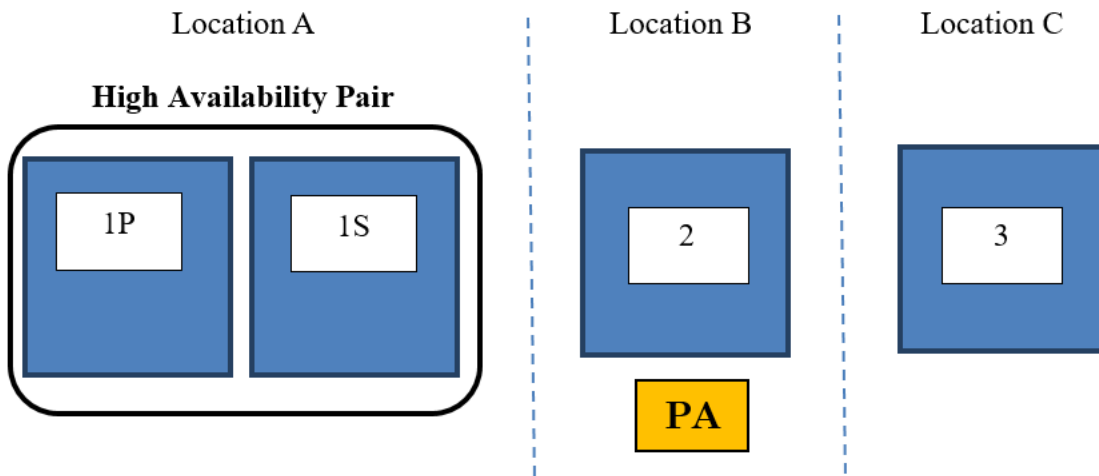 Location A
Location B
Location C
High Availability Pair
1P
1S
2
3
PA